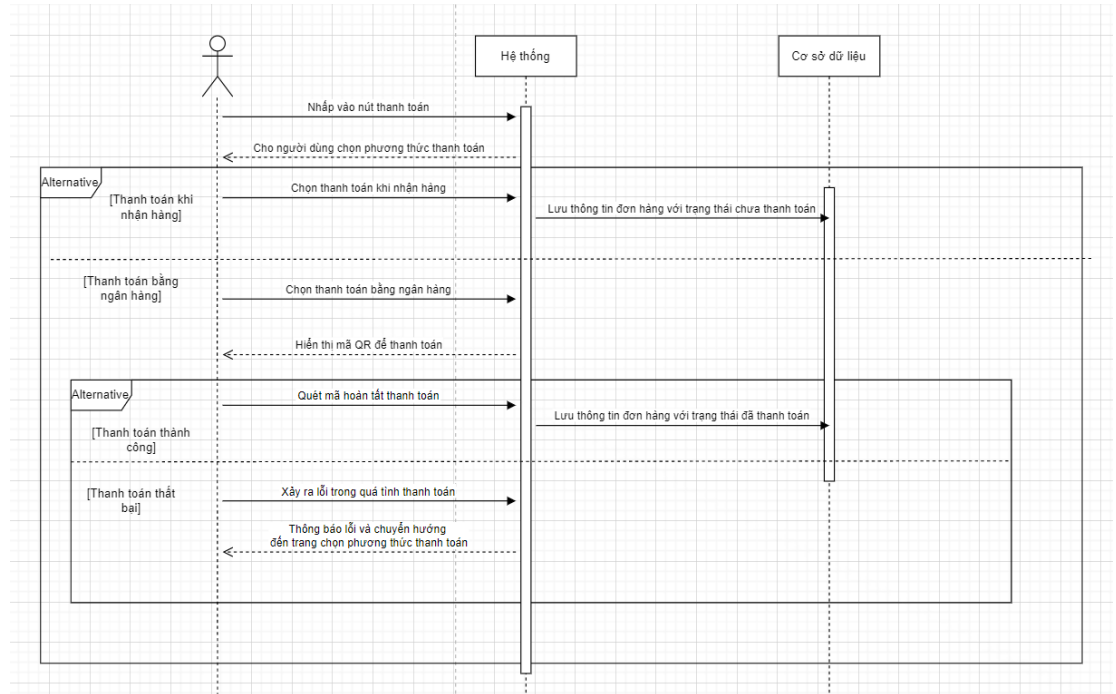 Hệ thống
Cơ sở dữ liệu
Nhấp vào nút thanh toán
Cho người dùng chọn phương thức thanh toán
Alternative
[Thanh toán khi
nhận hàng]
Chọn thanh toán khi nhận hàng
Lưu thông tin đơn hàng với trạng thái chưa thanh toán
[Thanh toán bằng
ngân hàng]
Chọn thanh toán bằng ngân hàng
Hiển thị mã QR để thanh toán
Alternative
Quét mã hoán tất thanh toán
Lưu thông tin đơn hàng với trạng thái đã thanh toán
[Thanh toán thành
công]
[Thanh toán thất
bại]
Xảy ra lỗi trong quá tình thanh toán
Thông báo lỗi và chuyển hướng
đến trang chọn phương thức thanh toán